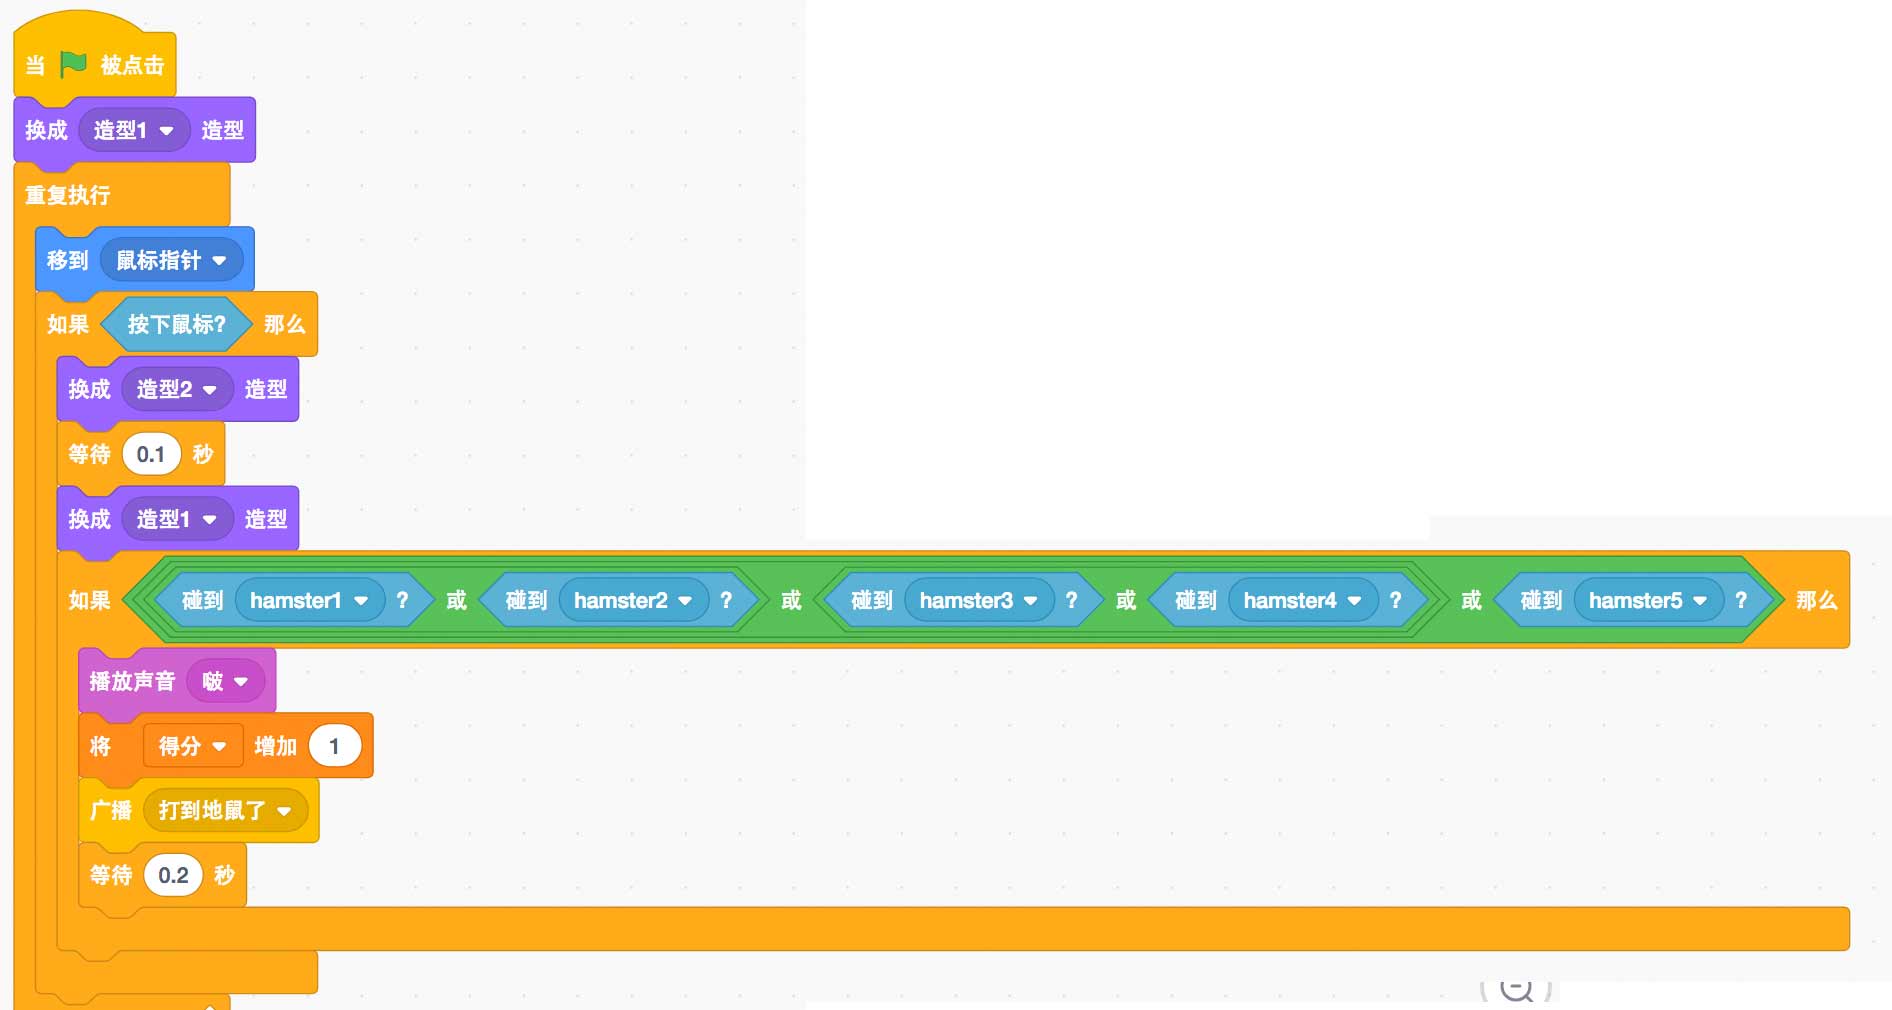 当 被点击
换成 造型1 造型
重复执行
移到 鼠标指针
如果 按下鼠标? 那么
换成 造型2 造型
等待 0.1 秒
换成 造型1 造型
如果 碰到 hamster1 ? 或 碰到 hamster2 ? 或 碰到 hamster3 ? 或 碰到 hamster4 ? 或 碰到 hamster5 ? 那么
播放声音 啵
将 得分 增加 1
广播 打到地鼠了
等待 0.2 秒